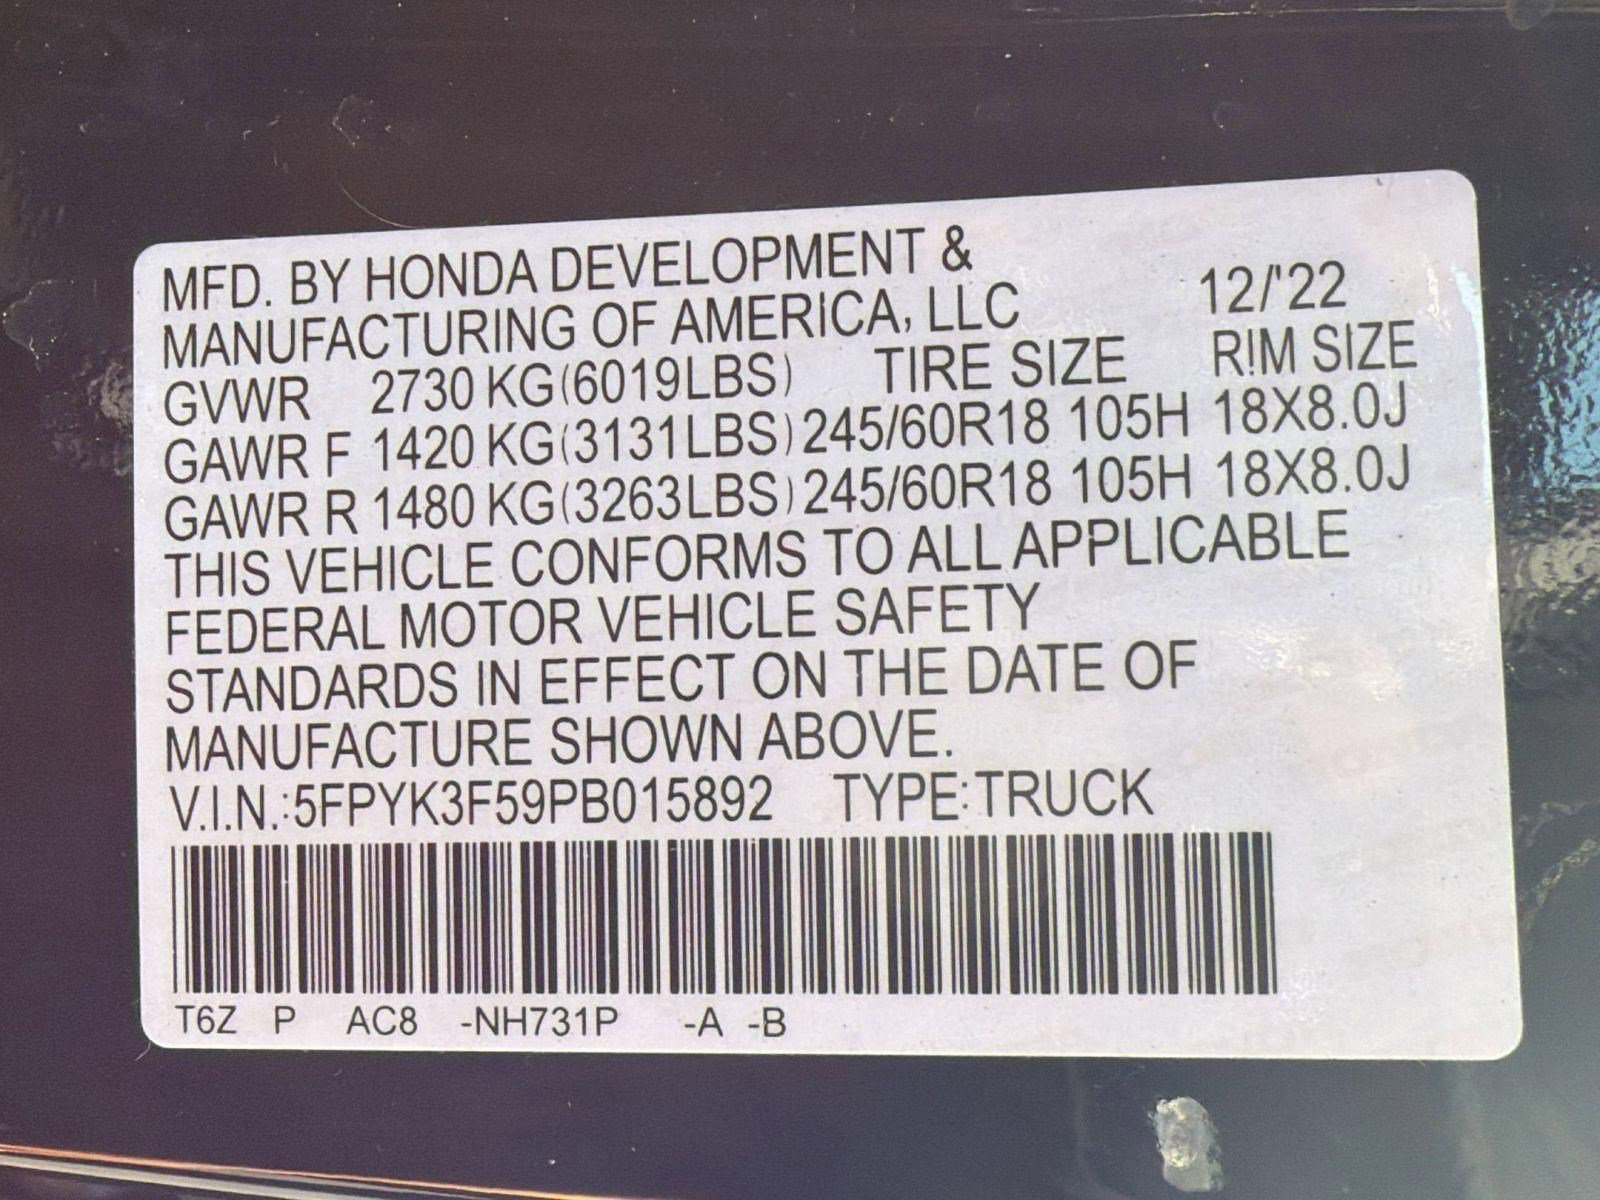 MFD. BY HONDA DEVELOPMENT &
MANUFACTURING OF AMERICA, LLC 12/'22
GVWR 2730 KG(6019LBS) TIRE SIZE RIM SIZE
GAWR F 1420 KG(3131LBS) 245/60R18 105H 18X8.0J
GAWR R 1480 KG(3263LBS) 245/60R18 105H 18X8.0J
THIS VEHICLE CONFORMS TO ALL APPLICABLE
FEDERAL MOTOR VEHICLE SAFETY
STANDARDS IN EFFECT ON THE DATE OF
MANUFACTURE SHOWN ABOVE.
V.I.N.:5FPYK3F59PB015892 TYPE:TRUCK
T6Z P AC8 -NH731P -A -B